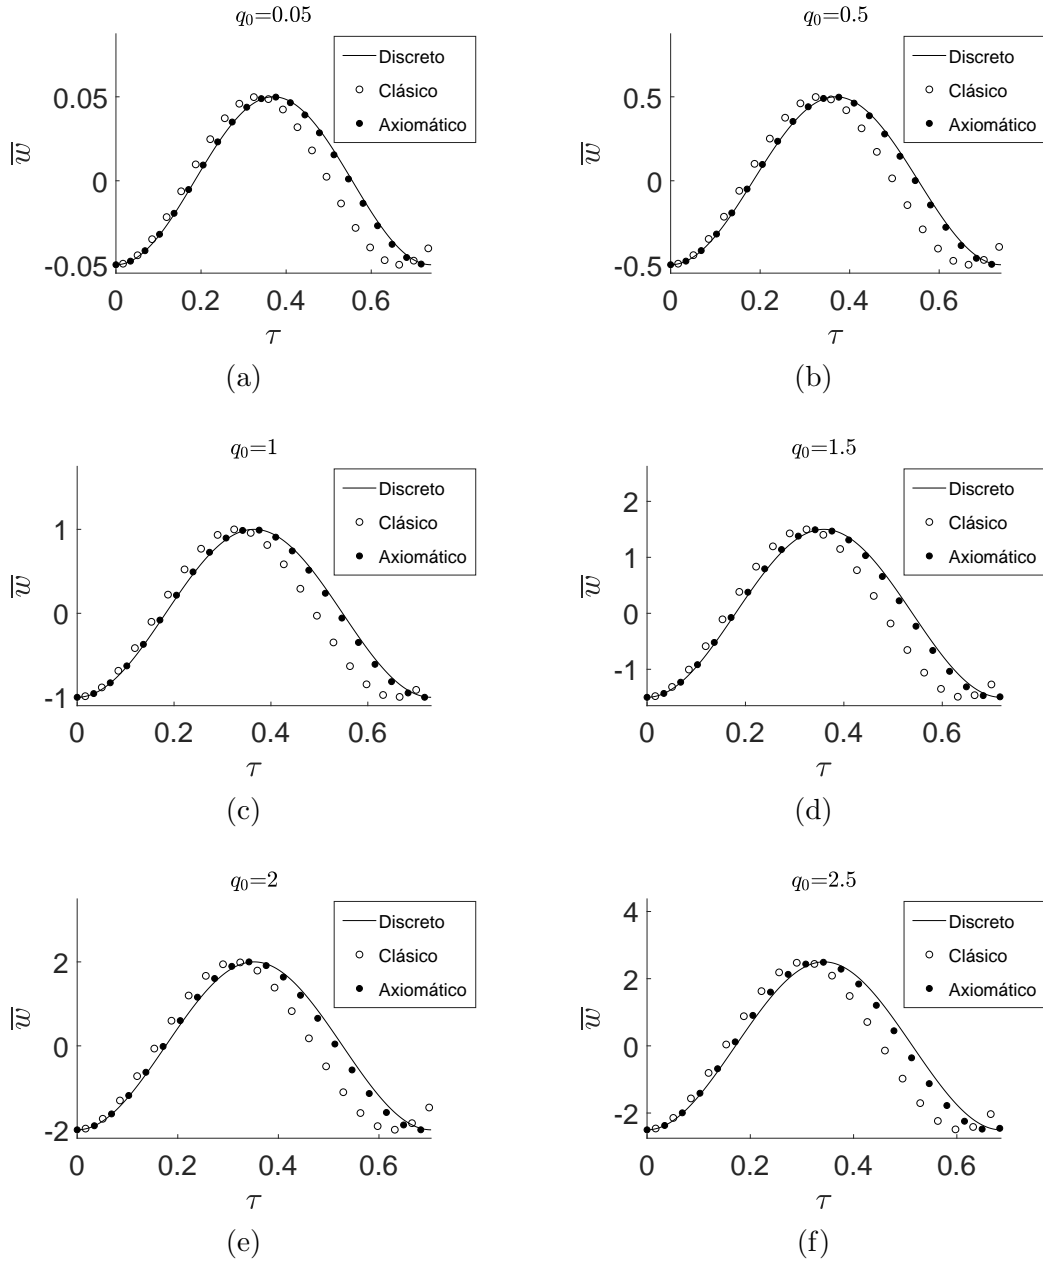 q0=0.05
Discreto
Clásico
Axiomático
0.05
0
-0.05
w
0 0.2 0.4 0.6
τ
(a)
q0=0.5
Discreto
Clásico
Axiomático
0.5
0
-0.5
w
0 0.2 0.4 0.6
τ
(b)
q0=1
Discreto
Clásico
Axiomático
1
0
-1
w
0 0.2 0.4 0.6
τ
(c)
q0=1.5
Discreto
Clásico
Axiomático
2
1
0
-1
w
0 0.2 0.4 0.6
τ
(d)
q0=2
Discreto
Clásico
Axiomático
2
0
-2
w
0 0.2 0.4 0.6
τ
(e)
q0=2.5
Discreto
Clásico
Axiomático
4
2
0
-2
w
0 0.2 0.4 0.6
τ
(f)